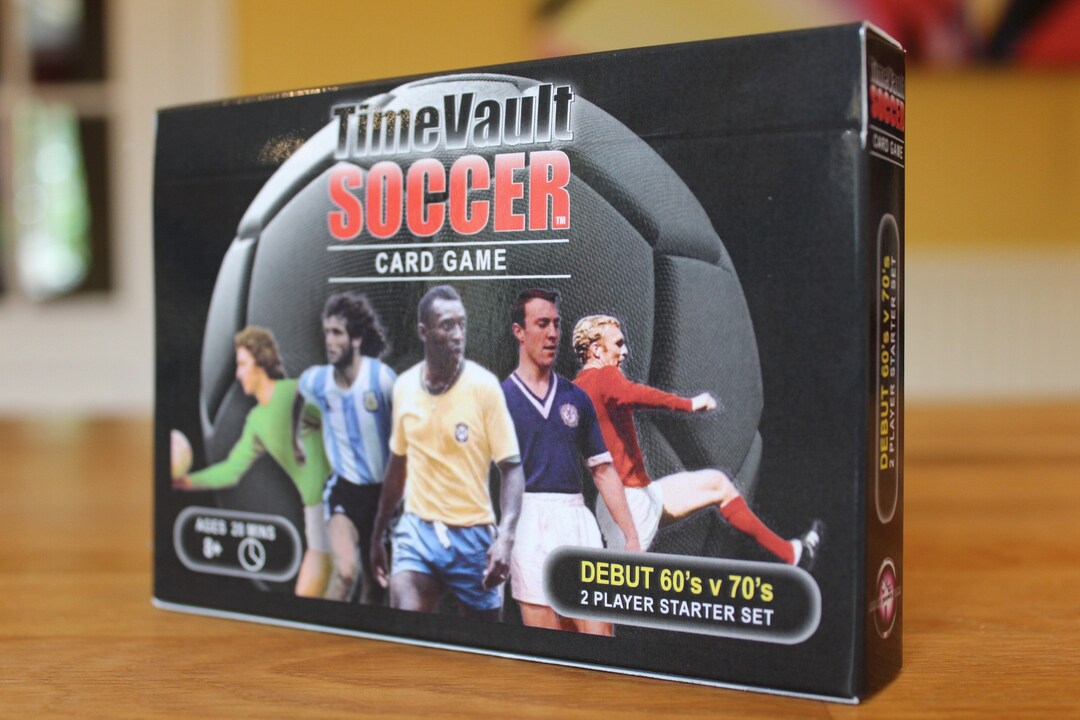 TimeVault
SOCCER™
CARD GAME
AGES 20 MINS
8+
DEBUT 60's v 70's
2 PLAYER STARTER SET
TimeVault
SOCCER
CARD GAME
DEBUT 60's v 70's
2 PLAYER STARTER SET